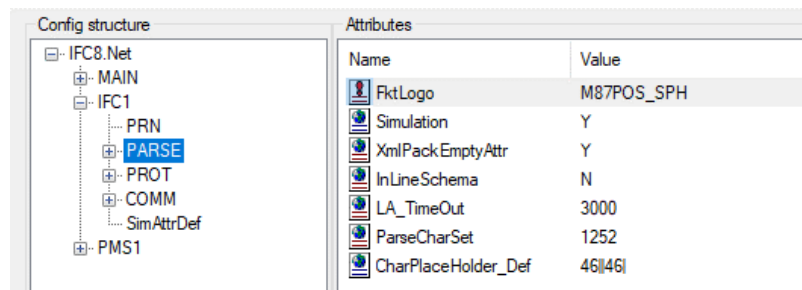 Config structure
IFC8.Net
MAIN
IFC1
PRN
PARSE
PROT
COMM
SimAttrDef
PMS1
Attributes
Name Value
FktLogo M87POS_SPH
Simulation Y
XmlPackEmptyAttr Y
InLineSchema N
LA_TimeOut 3000
ParseCharSet 1252
CharPlaceHolder_Def 46||46|